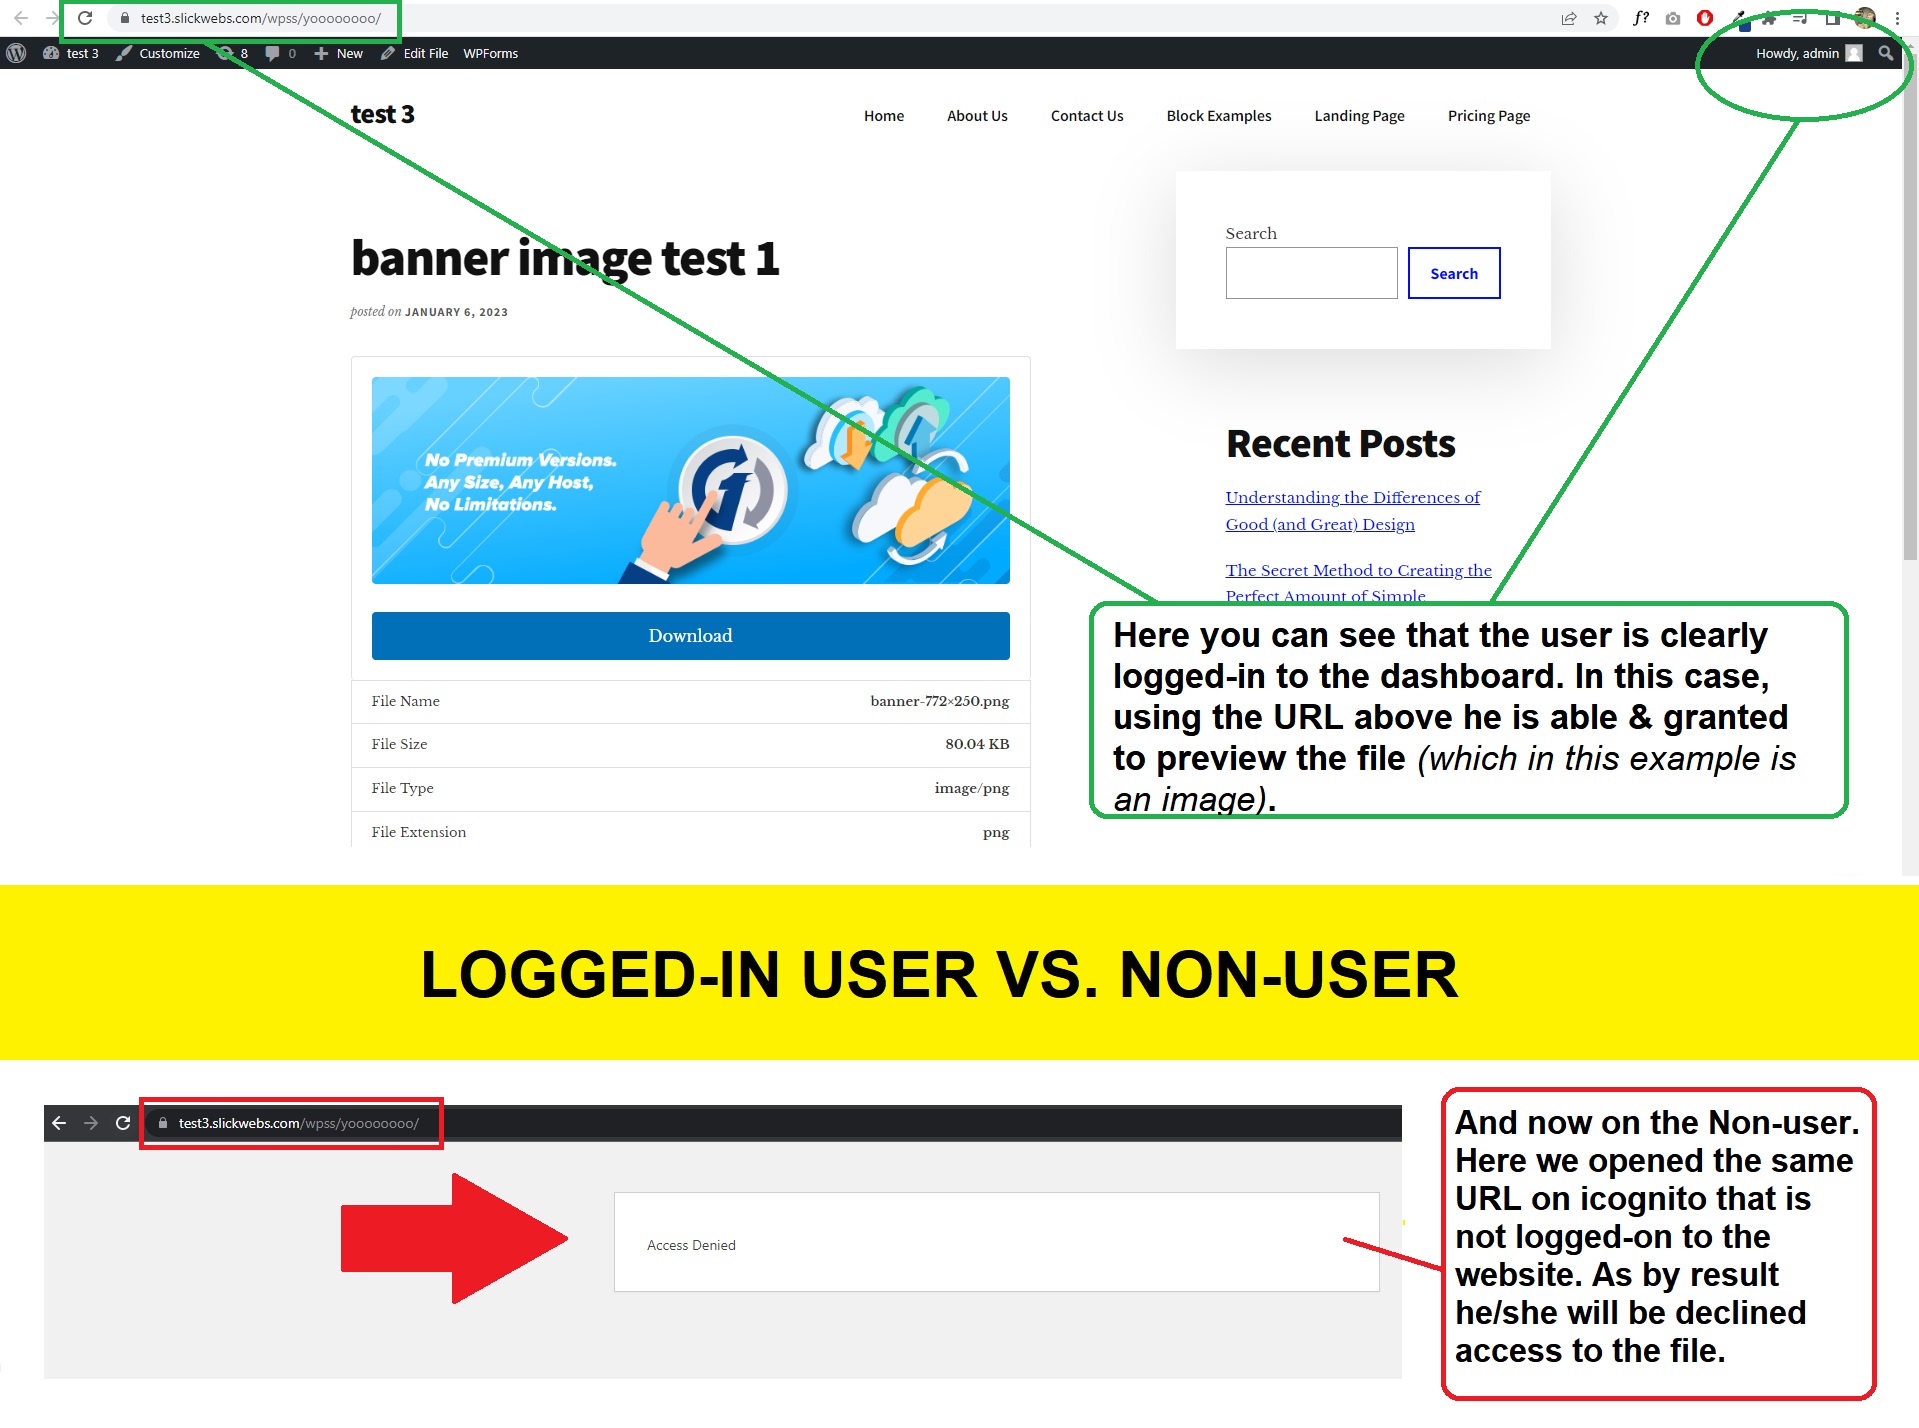 test3.slickwebs.com/wpss/yoooooooo/
f?
test 3
Customize
8
0
New
Edit File
WPForms
Howdy, admin
test 3
Home
About Us
Contact Us
Block Examples
Landing Page
Pricing Page
banner image test 1
posted on JANUARY 6, 2023
No Premium Versions.
Any Size, Any Host,
No Limitations.
Download
File Name banner-772×250.png
File Size 80.04 KB
File Type image/png
File Extension png
Search
Search
Recent Posts
Understanding the Differences of
Good (and Great) Design
The Secret Method to Creating the
Perfect Amount of Simple
Here you can see that the user is clearly
logged-in to the dashboard. In this case,
using the URL above he is able & granted
to preview the file (which in this example is
an image).
LOGGED-IN USER VS. NON-USER
test3.slickwebs.com/wpss/yoooooooo/
Access Denied
And now on the Non-user.
Here we opened the same
URL on icognito that is
not logged-on to the
website. As by result
he/she will be declined
access to the file.